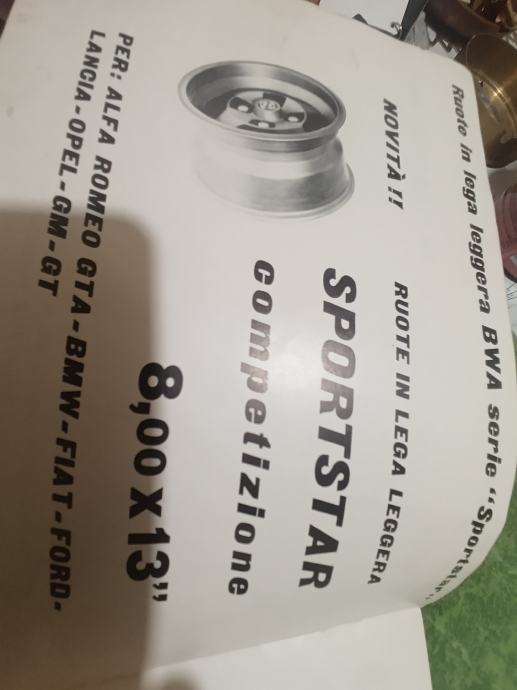 Ruote in lega leggera BWA serie “Sportstar”
NOVITÀ !!
RUOTE IN LEGA LEGGERA
SPORTSTAR
competizione
8,00 X 13”
PER: ALFA ROMEO GTA-BMW-FIAT-FORD-
LANCIA-OPEL-GM-GT